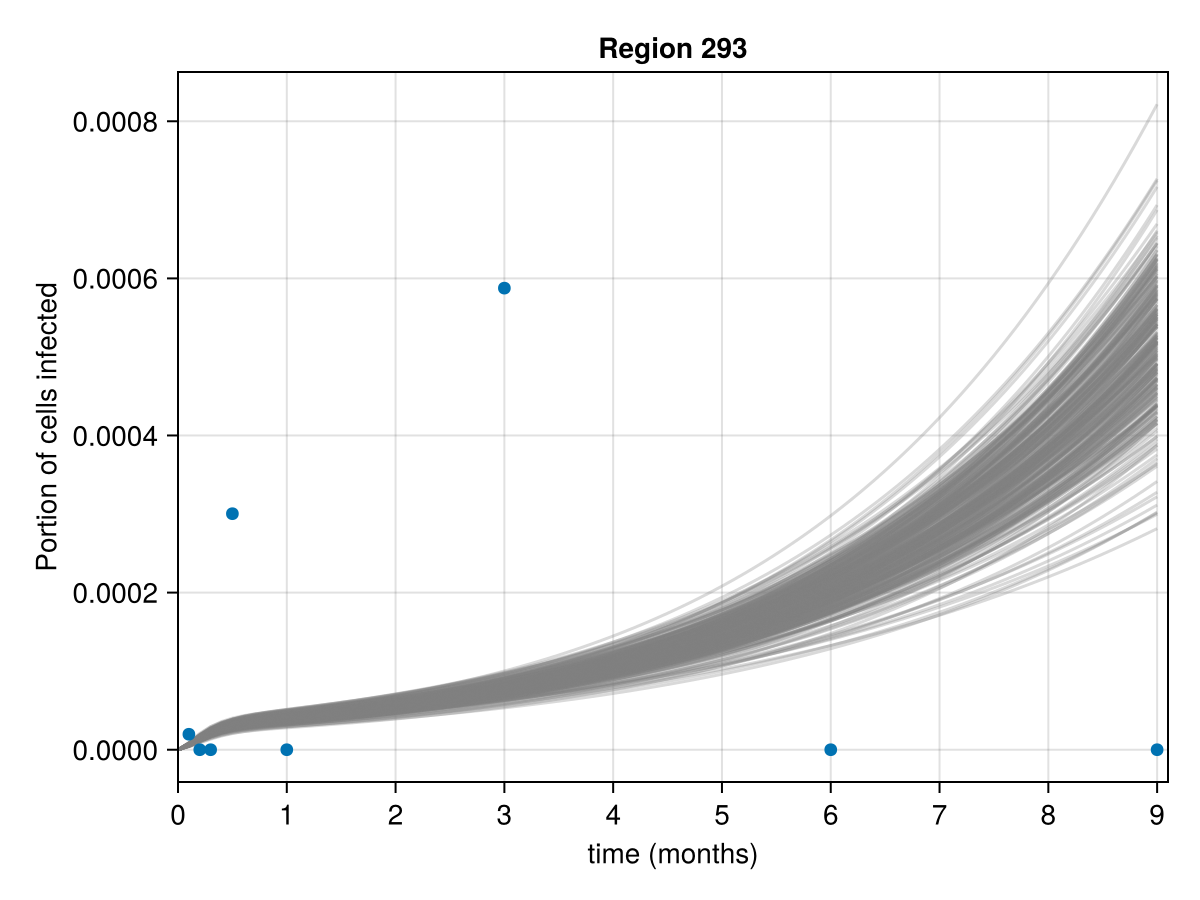 Region 293
Portion of cells infected
0.0008
0.0006
0.0004
0.0002
0.0000
0 1 2 3 4 5 6 7 8 9
time (months)